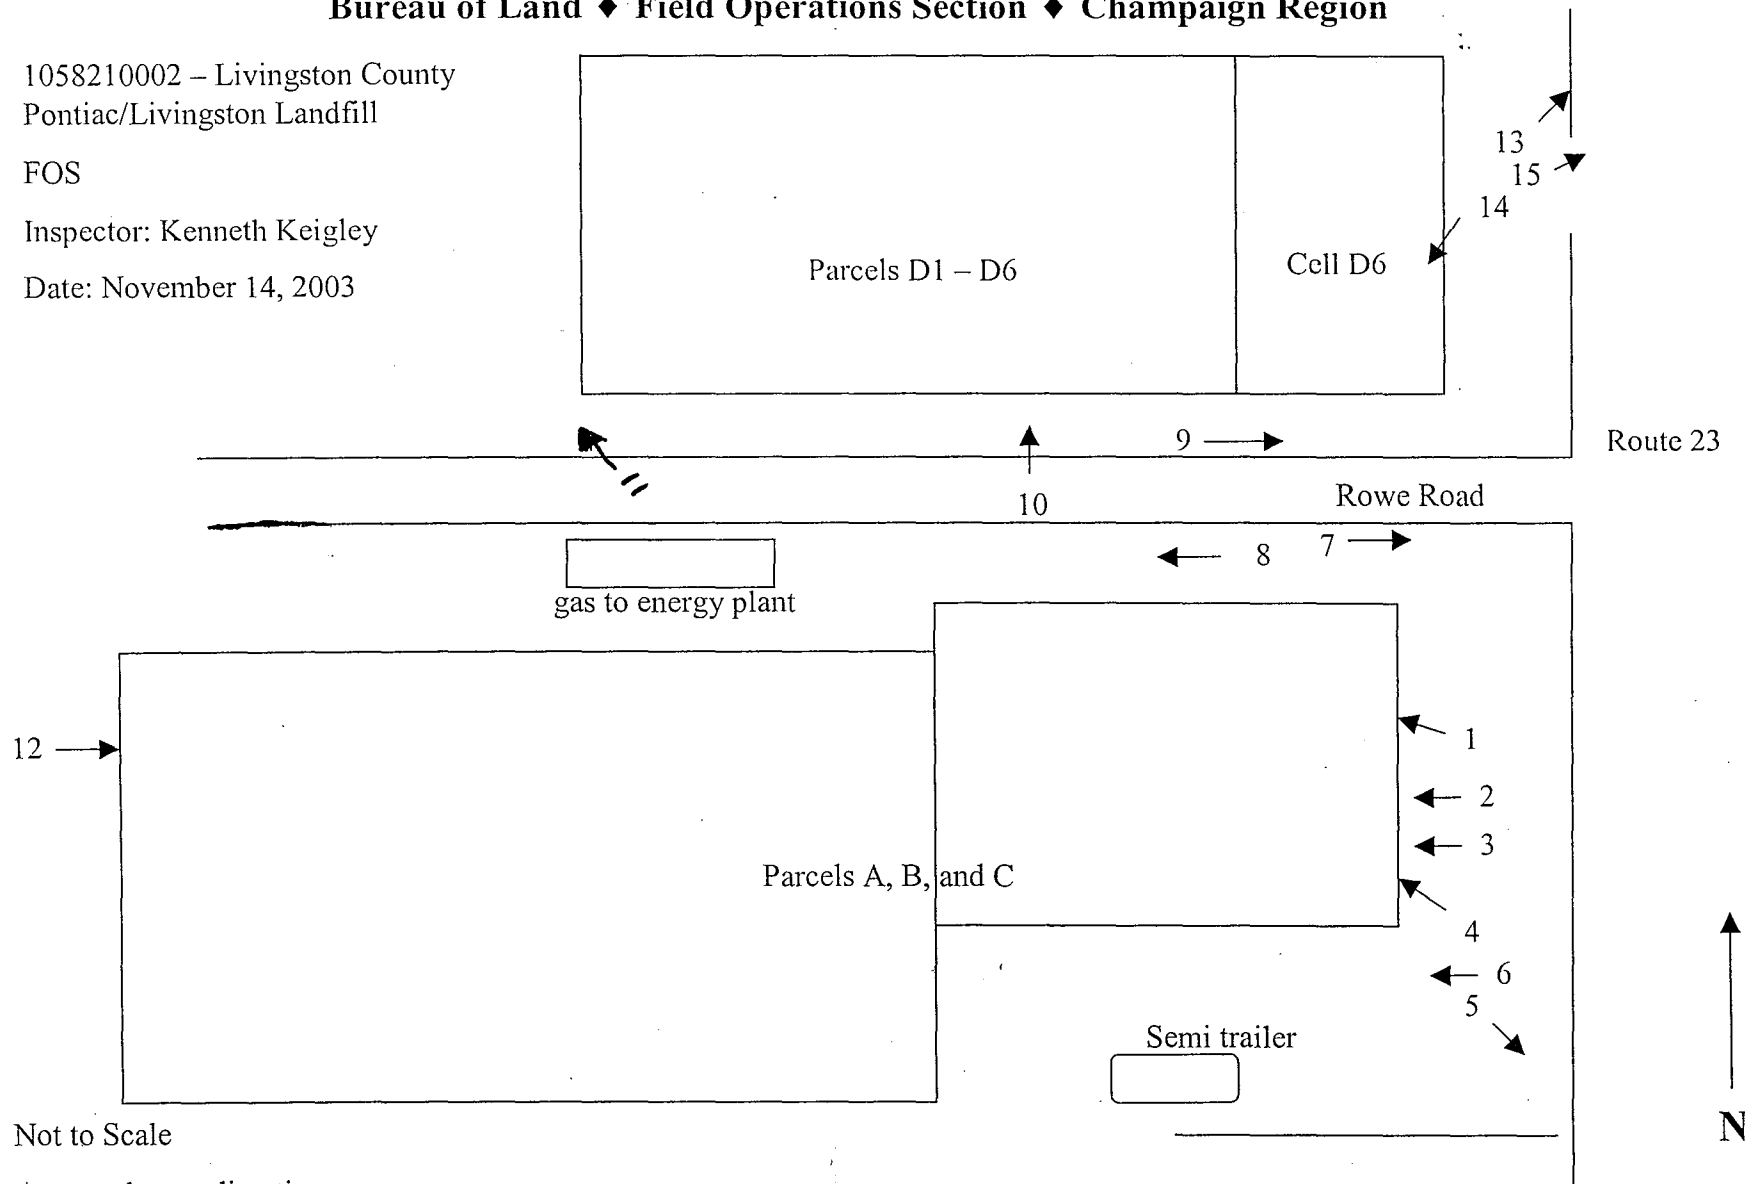 Bureau of Land ♦ Field Operations Section ♦ Champaign Region
1058210002 – Livingston County
Pontiac/Livingston Landfill
FOS
Inspector: Kenneth Keigley
Date: November 14, 2003
13
15
14
Parcels D1 – D6
Cell D6
9
Route 23
11
10
Rowe Road
8
7
gas to energy plant
12
1
2
3
Parcels A, B, and C
4
6
5
Semi trailer
N
Not to Scale